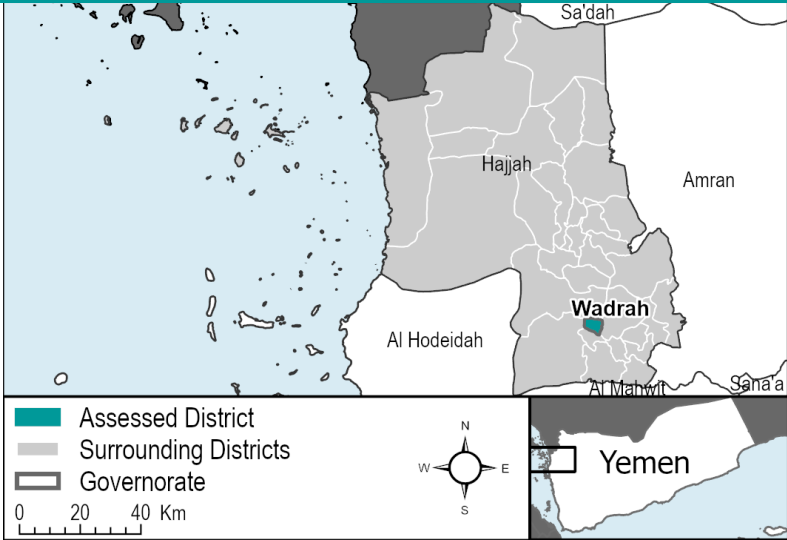 Sa'dah
Hajjah
Amran
Wadrah
Al Hodeidah
Al Mahwit
Sana'a
Assessed District
Surrounding Districts
Governorate
0 20 40 Km
N
W E
S
Yemen